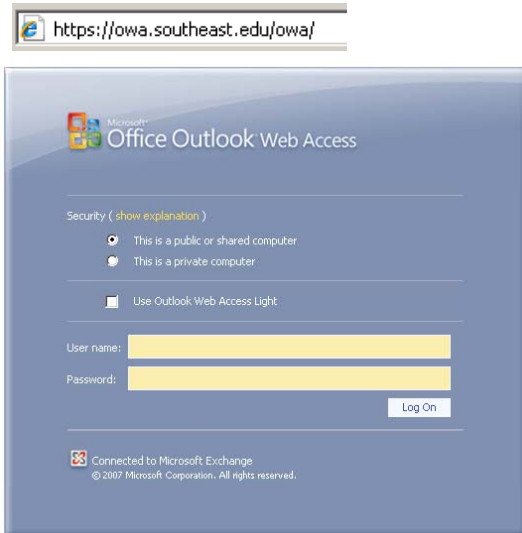 https://owa.southeast.edu/owa/
Microsoft®
Office Outlook Web Access
Security ( show explanation )
This is a public or shared computer
This is a private computer
Use Outlook Web Access Light
User name:
Password:
Log On
Connected to Microsoft Exchange
© 2007 Microsoft Corporation. All rights reserved.